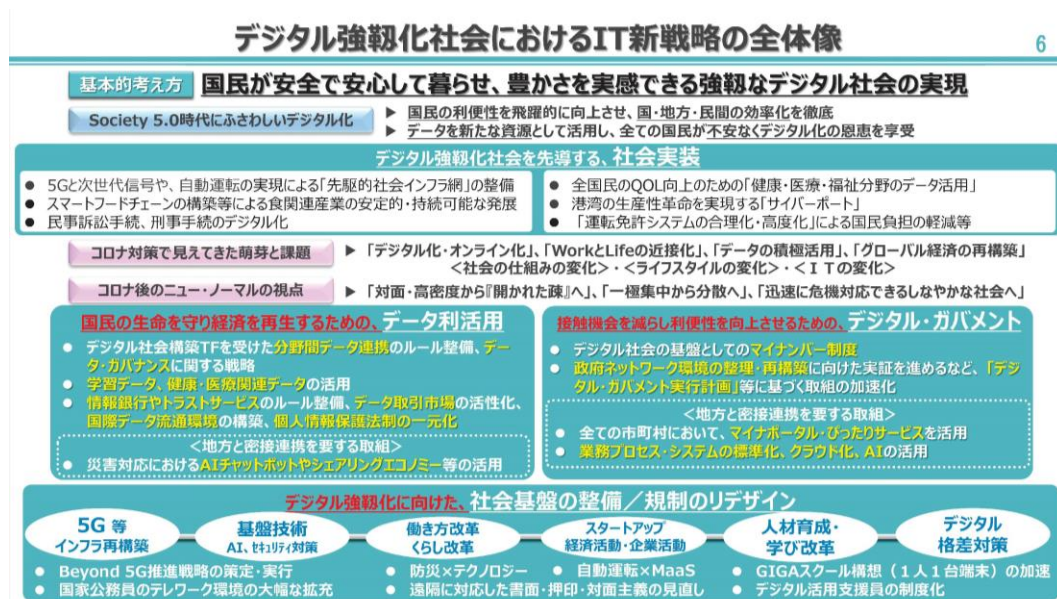 デジタル強靱化社会におけるIT新戦略の全体像
6
基本的考え方 国民が安全で安心して暮らせ、豊かさを実感できる強靱なデジタル社会の実現
Society 5.0時代にふさわしいデジタル化
▶ 国民の利便性を飛躍的に向上させ、国・地方・民間の効率化を徹底
▶ データを新たな資源として活用し、全ての国民が不安なくデジタル化の恩恵を享受
デジタル強靱化社会を先導する、社会実装
● 5Gと次世代信号や、自動運転の実現による「先駆的社会インフラ網」の整備
● スマートフードチェーンの構築等による食関連産業の安定的・持続可能な発展
● 民事訴訟手続、刑事手続のデジタル化
● 全国民のQOL向上のための「健康・医療・福祉分野のデータ活用」
● 港湾の生産性革命を実現する「サイバーポート」
● 「運転免許システムの合理化・高度化」による国民負担の軽減等
コロナ対策で見えてきた萌芽と課題
▶ 「デジタル化・オンライン化」、「WorkとLifeの近接化」、「データの積極活用」、「グローバル経済の再構築」
<社会の仕組みの変化>・<ライフスタイルの変化>・<ITの変化>
コロナ後のニュー・ノーマルの視点
▶ 「対面・高密度から『開かれた疎』へ」、「一極集中から分散へ」、「迅速に危機対応できるしなやかな社会へ」
国民の生命を守り経済を再生するための、データ利活用
● デジタル社会構築TFを受けた分野間データ連携のルール整備、デー
タ・ガバナンスに関する戦略
● 学習データ、健康・医療関連データの活用
● 情報銀行やトラストサービスのルール整備、データ取引市場の活性化、
国際データ流通環境の構築、個人情報保護法制の一元化
<地方と密接連携を要する取組>
● 災害対応におけるAIチャットボットやシェアリングエコノミー等の活用
接触機会を減らし利便性を向上させるための、デジタル・ガバメント
● デジタル社会の基盤としてのマイナンバー制度
● 政府ネットワーク環境の整理・再構築に向けた実証を進めるなど、「デジ
タル・ガバメント実行計画」等に基づく取組の加速化
<地方と密接連携を要する取組>
● 全ての市町村において、マイナポータル・ぴったりサービスを活用
● 業務プロセス・システムの標準化、クラウド化、AIの活用
デジタル強靱化に向けた、社会基盤の整備／規制のリデザイン
5G 等
インフラ再構築
基盤技術
AI、セキュリティ対策
働き方改革
くらし改革
スタートアップ
経済活動・企業活動
人材育成・
学び改革
デジタル
格差対策
● Beyond 5G推進戦略の策定・実行
● 国家公務員のテレワーク環境の大幅な拡充
● 防災×テクノロジー
● 自動運転×MaaS
● 遠隔に対応した書面・押印・対面主義の見直し
● GIGAスクール構想（１人１台端末）の加速
● デジタル活用支援員の制度化